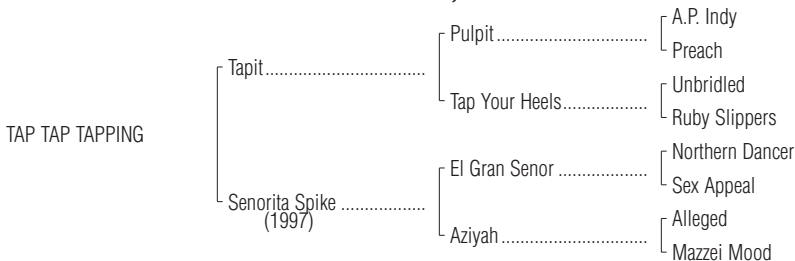 A.P. Indy
Pulpit
Preach
Tapit
Unbridled
Tap Your Heels
Ruby Slippers
TAP TAP TAPPING
Northern Dancer
El Gran Senor
Sex Appeal
Senorita Spike
(1997)
Alleged
Aziyah
Mazzei Mood